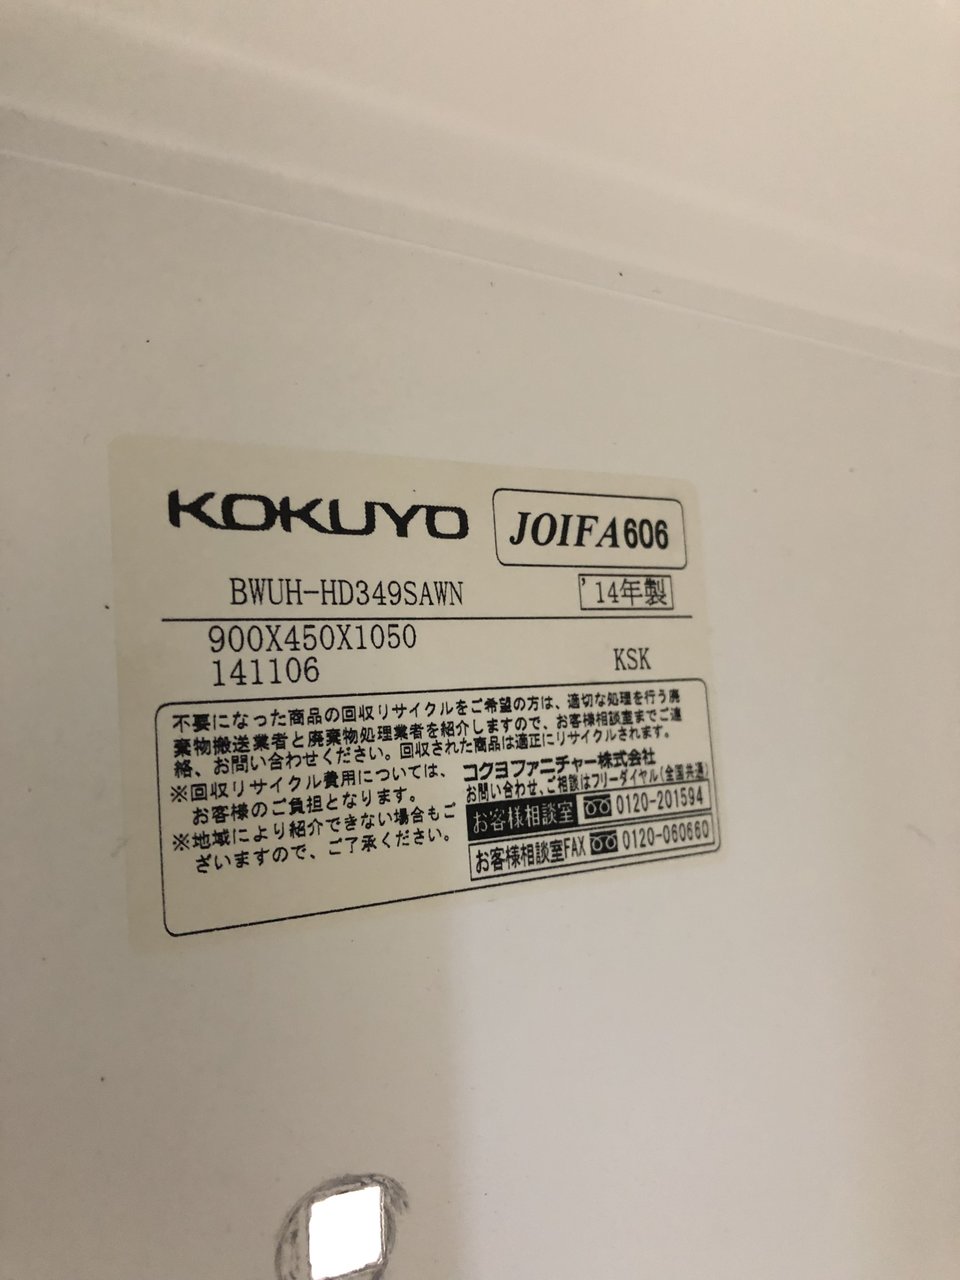 KOKUYO
JOIFA606
BWUH-HD349SAWN
'14年製
900X450X1050
141106
KSK
不要になった商品の回収リサイクルをご希望の方は、適切な処理を行う廃
棄物搬送業者と廃棄物処理業者を紹介しますので、お客様相談室までご連
絡、お問い合わせください。回収された商品は適正にリサイクルされます。
※回収リサイクル費用については、
お客様のご負担となります。
※地域により紹介できない場合もご
ざいますので、ご了承ください。
コクヨファニチャー株式会社
お問い合わせ、ご相談はフリーダイヤル(全国共通)
お客様相談室 0120-201594
お客様相談室FAX 0120-060660